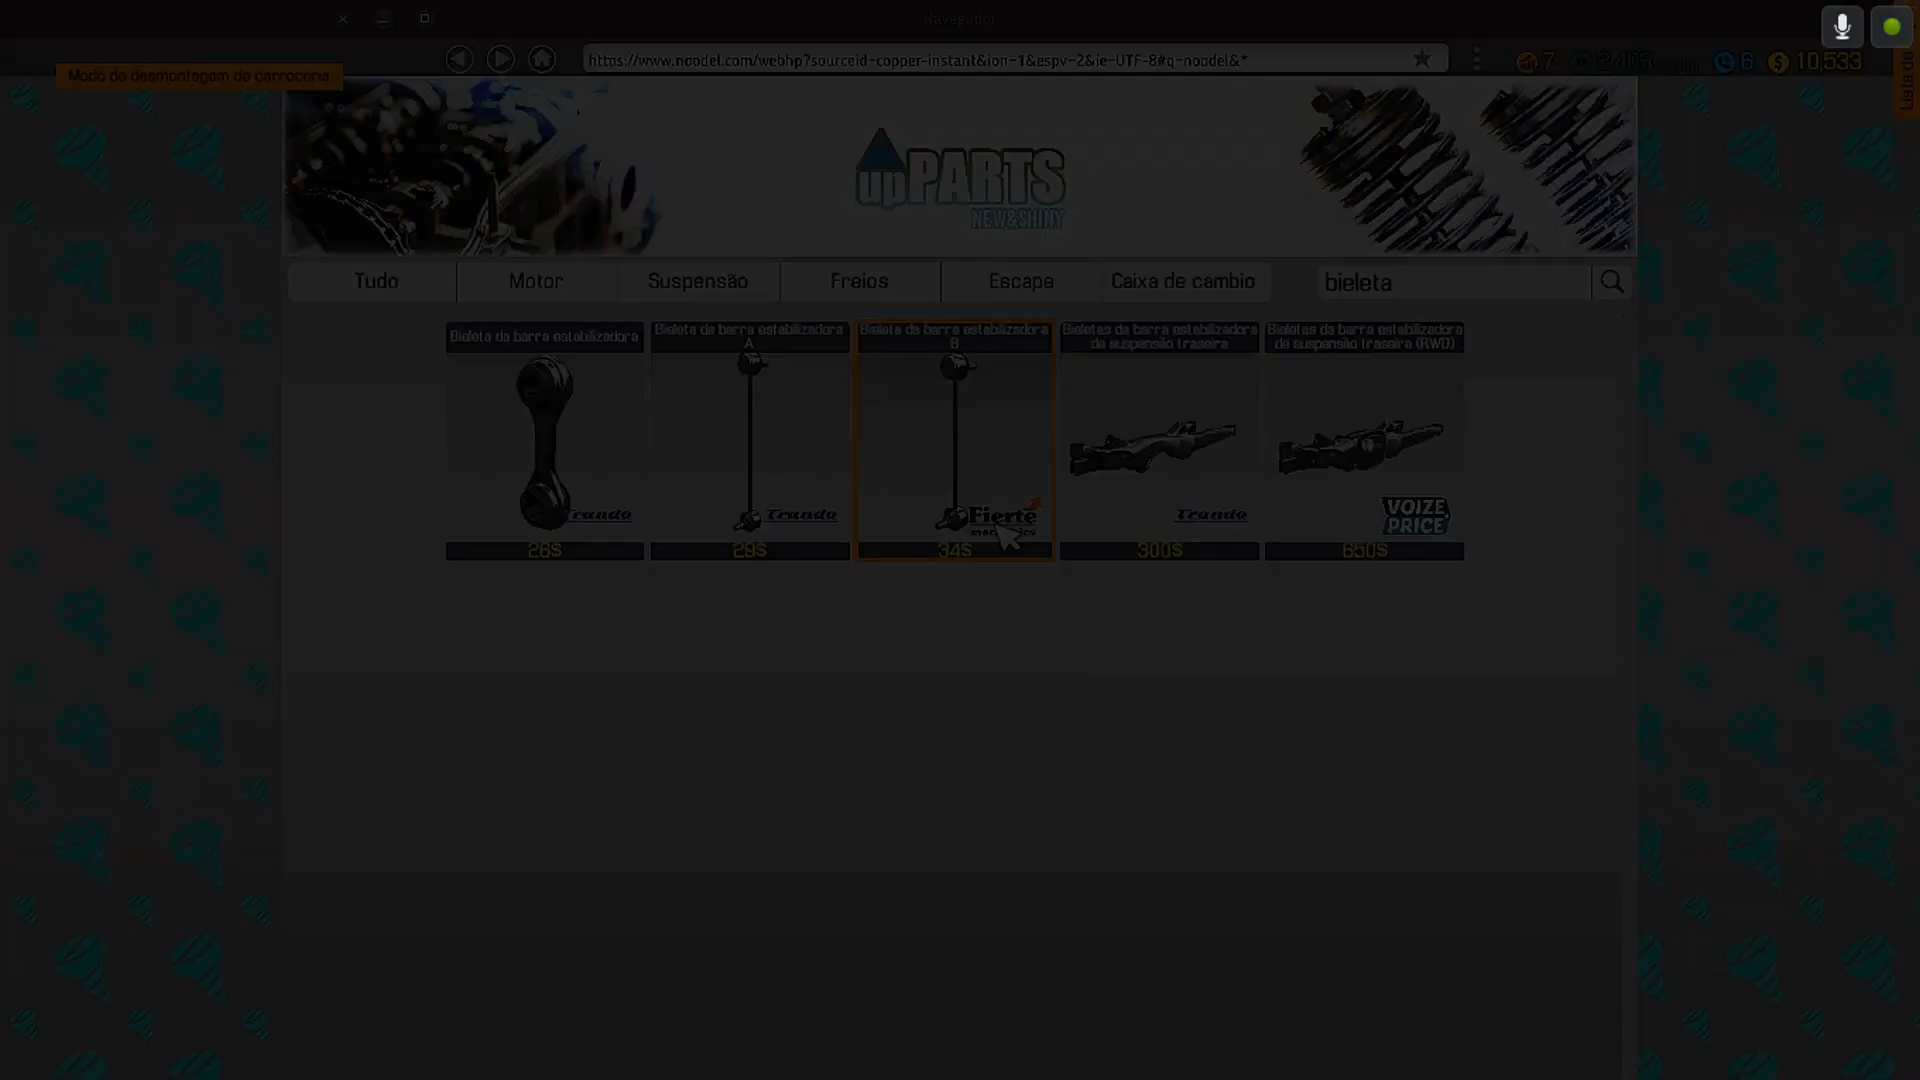 Navegador
https://www.noodel.com/webhp?sourceid-copper-instant&ion-1&espv-2&ie-UTF-8#q-noodel&*
7
6
10,533
Modo de desmontagem de carroceria
Lista de
upPARTS
NEW&SHINY
Tudo
Motor
Suspensão
Freios
Escape
Caixa de câmbio
bieleta
Bieleta da barra estabilizadora
Bieleta da barra estabilizadora
A
Bieleta da barra estabilizadora
B
Bieletas da barra estabilizadora
da suspensão traseira
Bieletas da barra estabilizadora
da suspensão traseira (RWD)
Trando
Trando
Fierte
Trando
VOIZE
PRICE
26$
29$
34$
300$
650$